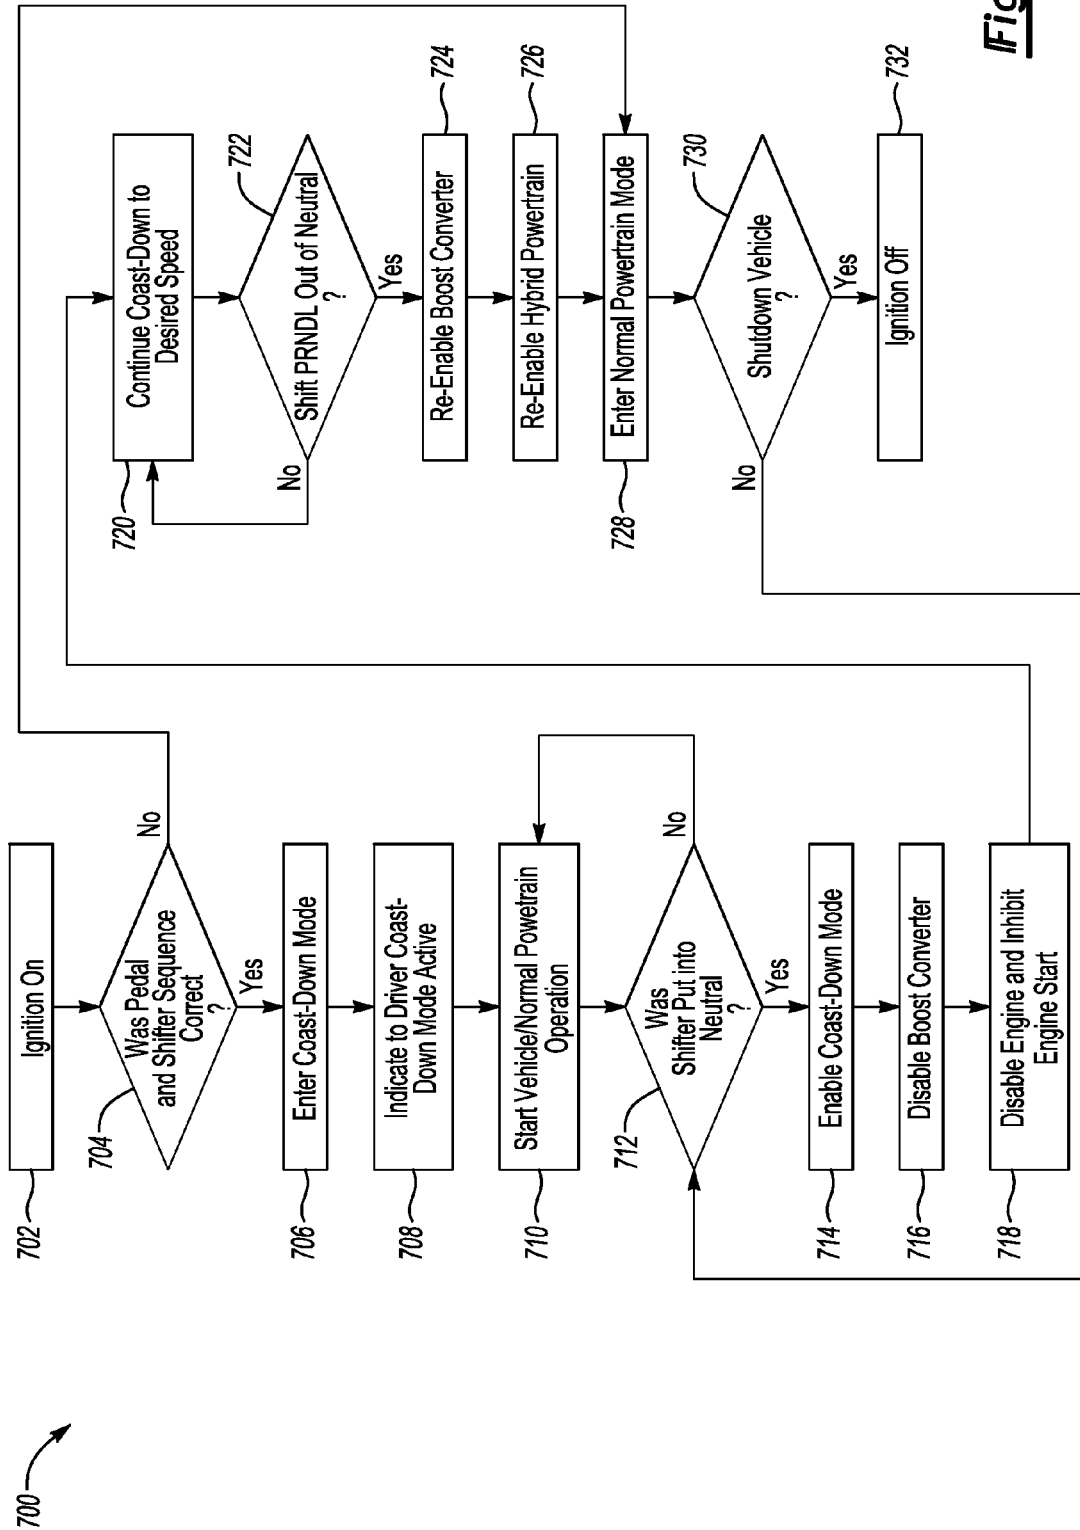 700
702
Ignition On
704
Was Pedal
and Shifter Sequence
Correct
?
No
Yes
706
Enter Coast-Down Mode
708
Indicate to Driver Coast-
Down Mode Active
710
Start Vehicle/Normal Powetrain
Operation
712
Was
Shifter Put into
Neutral
?
No
Yes
714
Enable Coast-Down Mode
716
Disable Boost Converter
718
Disable Engine and Inhibit
Engine Start
720
Continue Coast-Down to
Desired Speed
722
Shift PRNDL Out of Neutral
?
No
Yes
724
Re-Enable Boost Converter
726
Re-Enable Hybrid Powertrain
728
Enter Normal Powertrain Mode
730
Shutdown Vehicle
?
No
Yes
732
Ignition Off
Fig